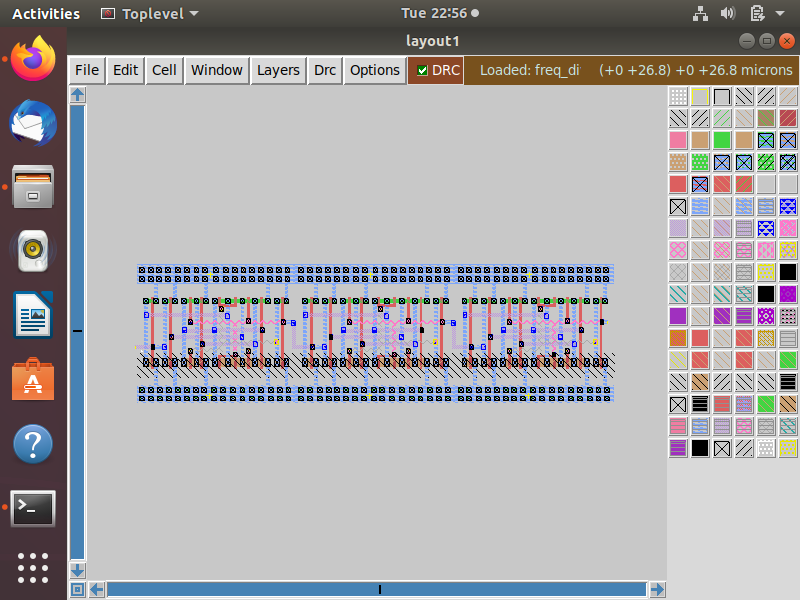 Activities Toplevel Tue 22:56
layout1
File Edit Cell Window Layers Drc Options DRC Loaded: freq_di (+0 +26.8) +0 +26.8 microns